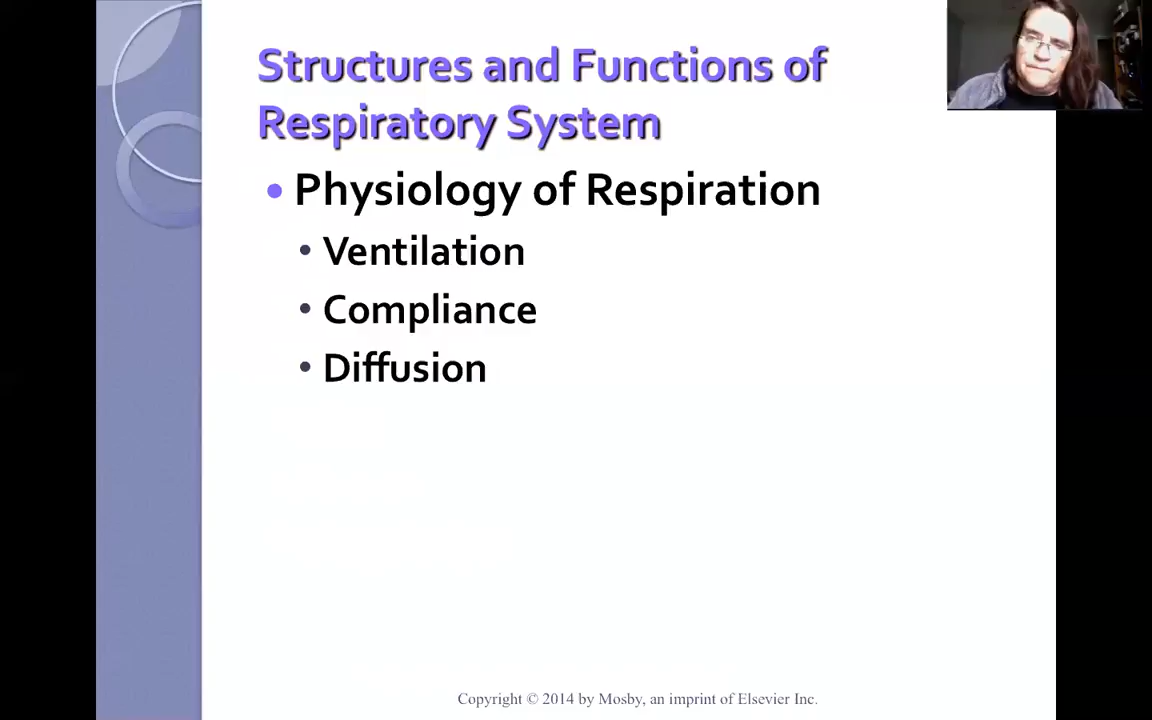 Structures and Functions of
Respiratory System
• Physiology of Respiration
• Ventilation
• Compliance
• Diffusion
Copyright © 2014 by Mosby, an imprint of Elsevier Inc.